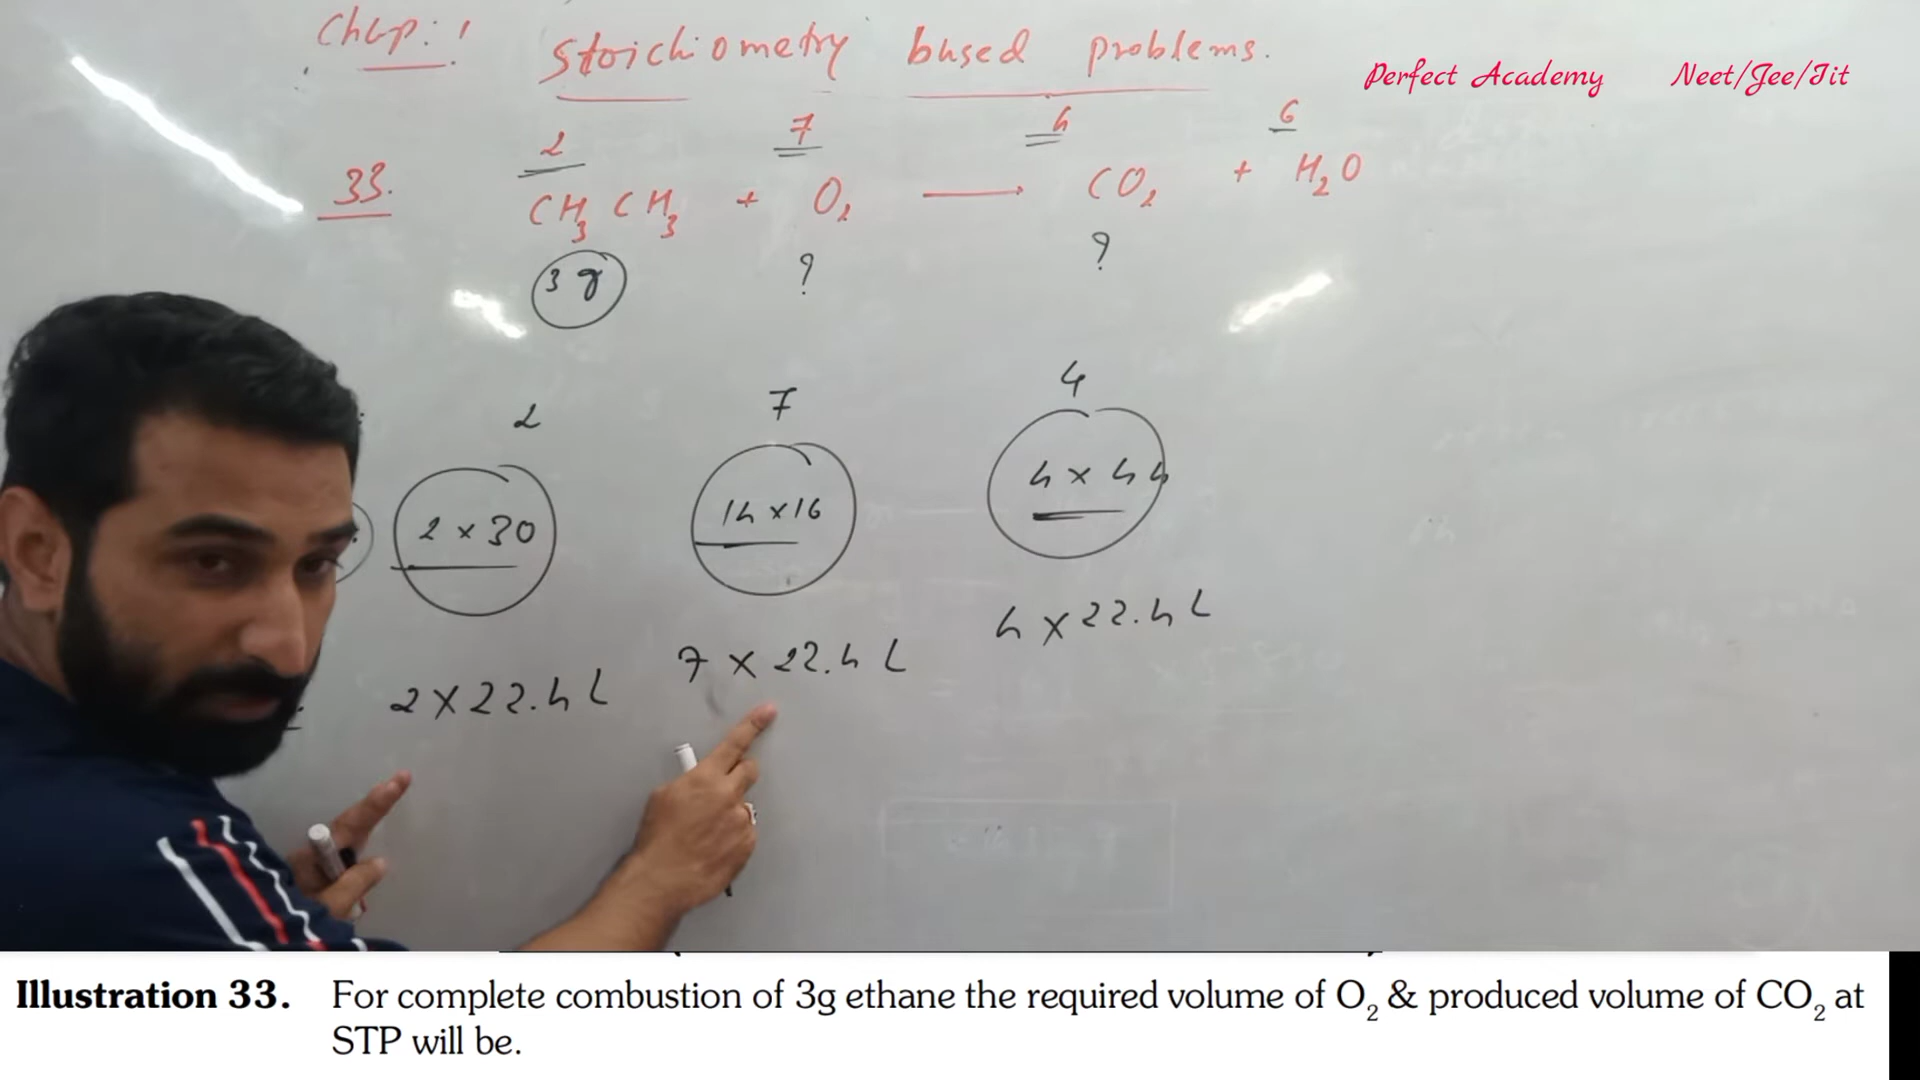 Chap: 1 Stoichiometry based problems.
Perfect Academy Neet/Jee/Iit
2 7 4 6
33. CH3 CH3 + O2 → CO2 + H2O
3 g ? ?
2 7 4
2 × 30 14 × 16 4 × 44
2 × 22.4 L 7 × 22.4 L 4 × 22.4 L
Illustration 33. For complete combustion of 3g ethane the required volume of O2 & produced volume of CO2 at
STP will be.